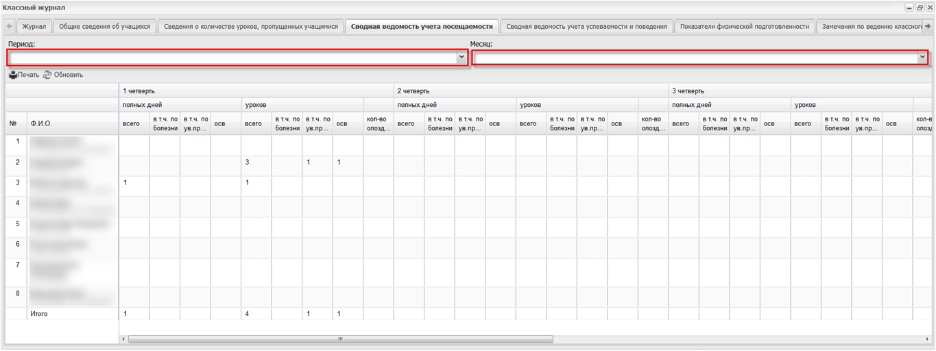 Классный журнал
Журнал Общие сведения об учащихся Сведения о количестве уроков, пропущенных учащимися Сводная ведомость учета посещаемости Сводная ведомость учета успеваемости и поведения Показатели физической подготовленности Замечания по ведению классног
Период: Месяц:
Печать Обновить
1 четверть 2 четверть 3 четверть
полных дней уроков полных дней уроков полных дней уроков
№ Ф.И.О. всего в т.ч. по болезни в т.ч. по ув.пр... осв всего в т.ч. по болезни в т.ч. по ув.пр... осв кол-во опозд... всего в т.ч. по болезни в т.ч. по ув.пр... осв всего в т.ч. по болезни в т.ч. по ув.пр... осв кол-во опозд... всего в т.ч. по болезни в т.ч. по ув.пр... осв всего в т.ч. по болезни в т.ч. по ув.пр... осв кол-в опозд
1
2 3 1 1
3 1 1
4
5
6
7
8
Итого 1 4 1 1